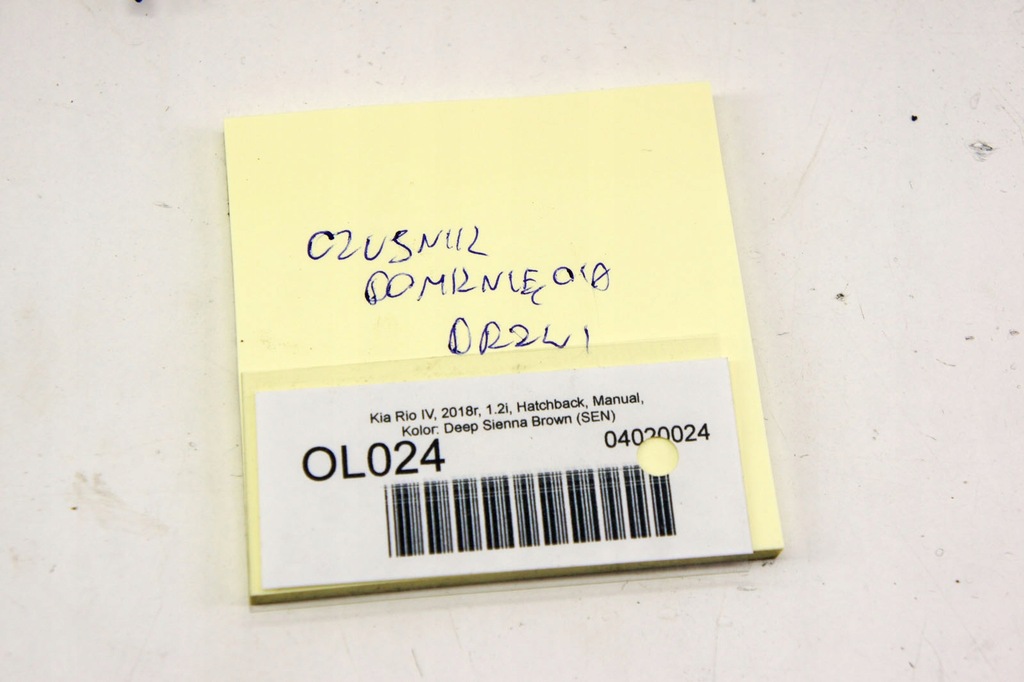 CZUJNIK
DOMKNIĘCIA
DRZWI
Kia Rio IV, 2018r, 1.2i, Hatchback, Manual,
Kolor: Deep Sienna Brown (SEN)
OL024
04020024